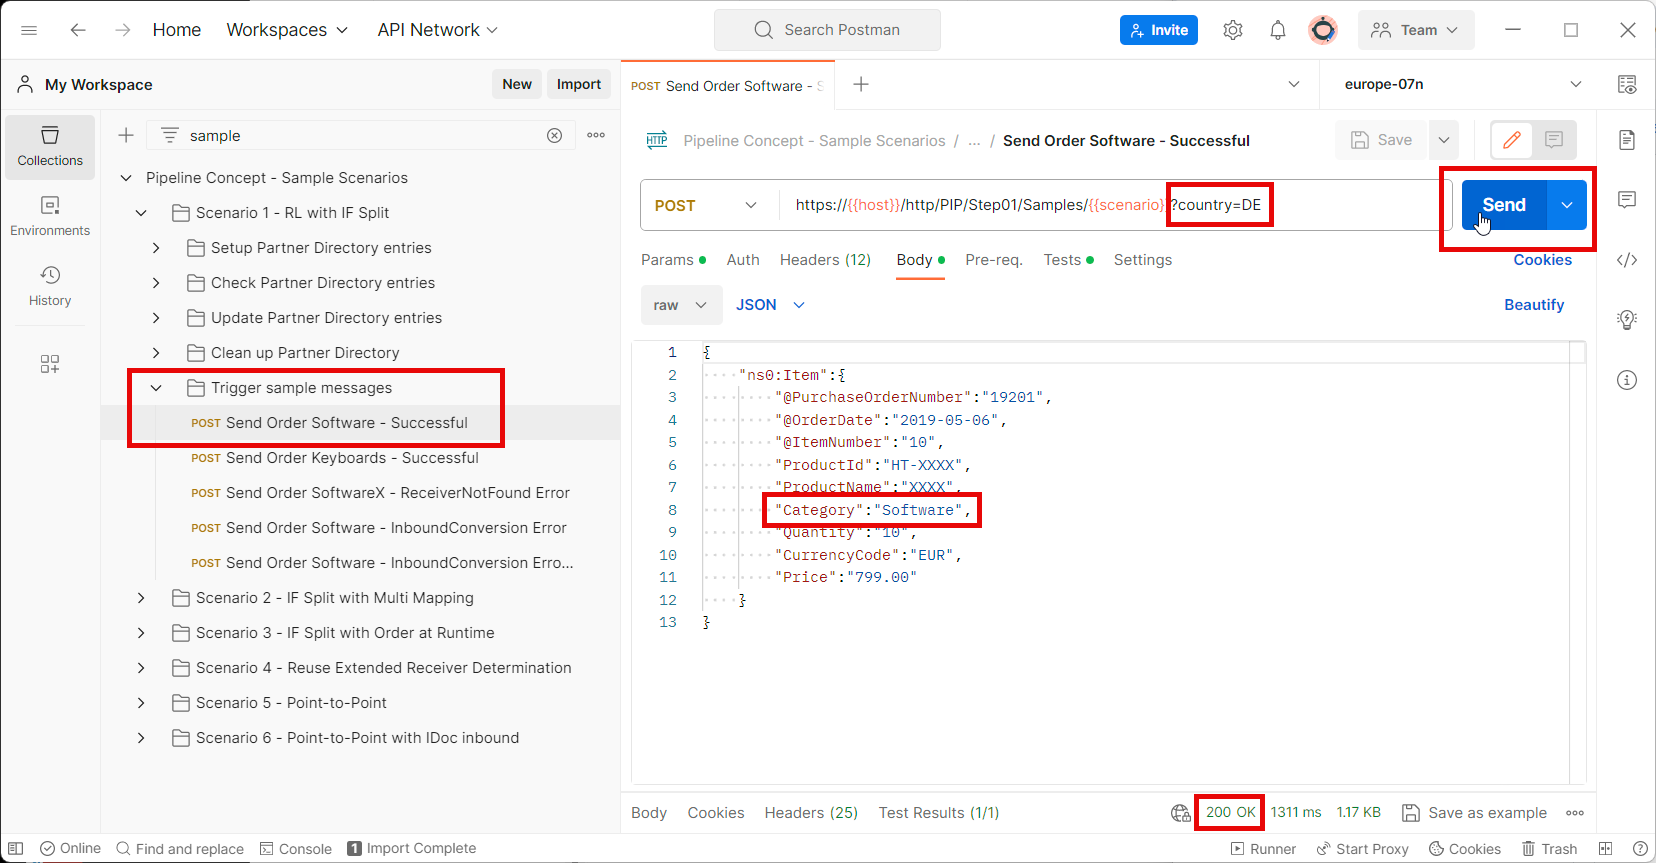 Home Workspaces API Network Search Postman Invite Team
My Workspace New Import
POST Send Order Software - S
europe-07n
Collections
Environments
History
sample
Pipeline Concept - Sample Scenarios
Scenario 1 - RL with IF Split
Setup Partner Directory entries
Check Partner Directory entries
Update Partner Directory entries
Clean up Partner Directory
Trigger sample messages
POST Send Order Software - Successful
POST Send Order Keyboards - Successful
POST Send Order SoftwareX - ReceiverNotFound Error
POST Send Order Software - InboundConversion Error
POST Send Order Software - InboundConversion Erro...
Scenario 2 - IF Split with Multi Mapping
Scenario 3 - IF Split with Order at Runtime
Scenario 4 - Reuse Extended Receiver Determination
Scenario 5 - Point-to-Point
Scenario 6 - Point-to-Point with IDoc inbound
HTTP Pipeline Concept - Sample Scenarios / ... / Send Order Software - Successful Save
POST https://{{host}}/http/PIP/Step01/Samples/{{scenario}}?country=DE Send
Params Auth Headers (12) Body Pre-req. Tests Settings Cookies
raw JSON Beautify
1 {
2 "ns0:Item":{
3 "@PurchaseOrderNumber":"19201",
4 "@OrderDate":"2019-05-06",
5 "@ItemNumber":"10",
6 "ProductId":"HT-XXXX",
7 "ProductName":"XXXX",
8 "Category":"Software",
9 "Quantity":"10",
10 "CurrencyCode":"EUR",
11 "Price":"799.00"
12 }
13 }
Body Cookies Headers (25) Test Results (1/1) 200 OK 1311 ms 1.17 KB Save as example
Online Find and replace Console 1 Import Complete Runner Start Proxy Cookies Trash